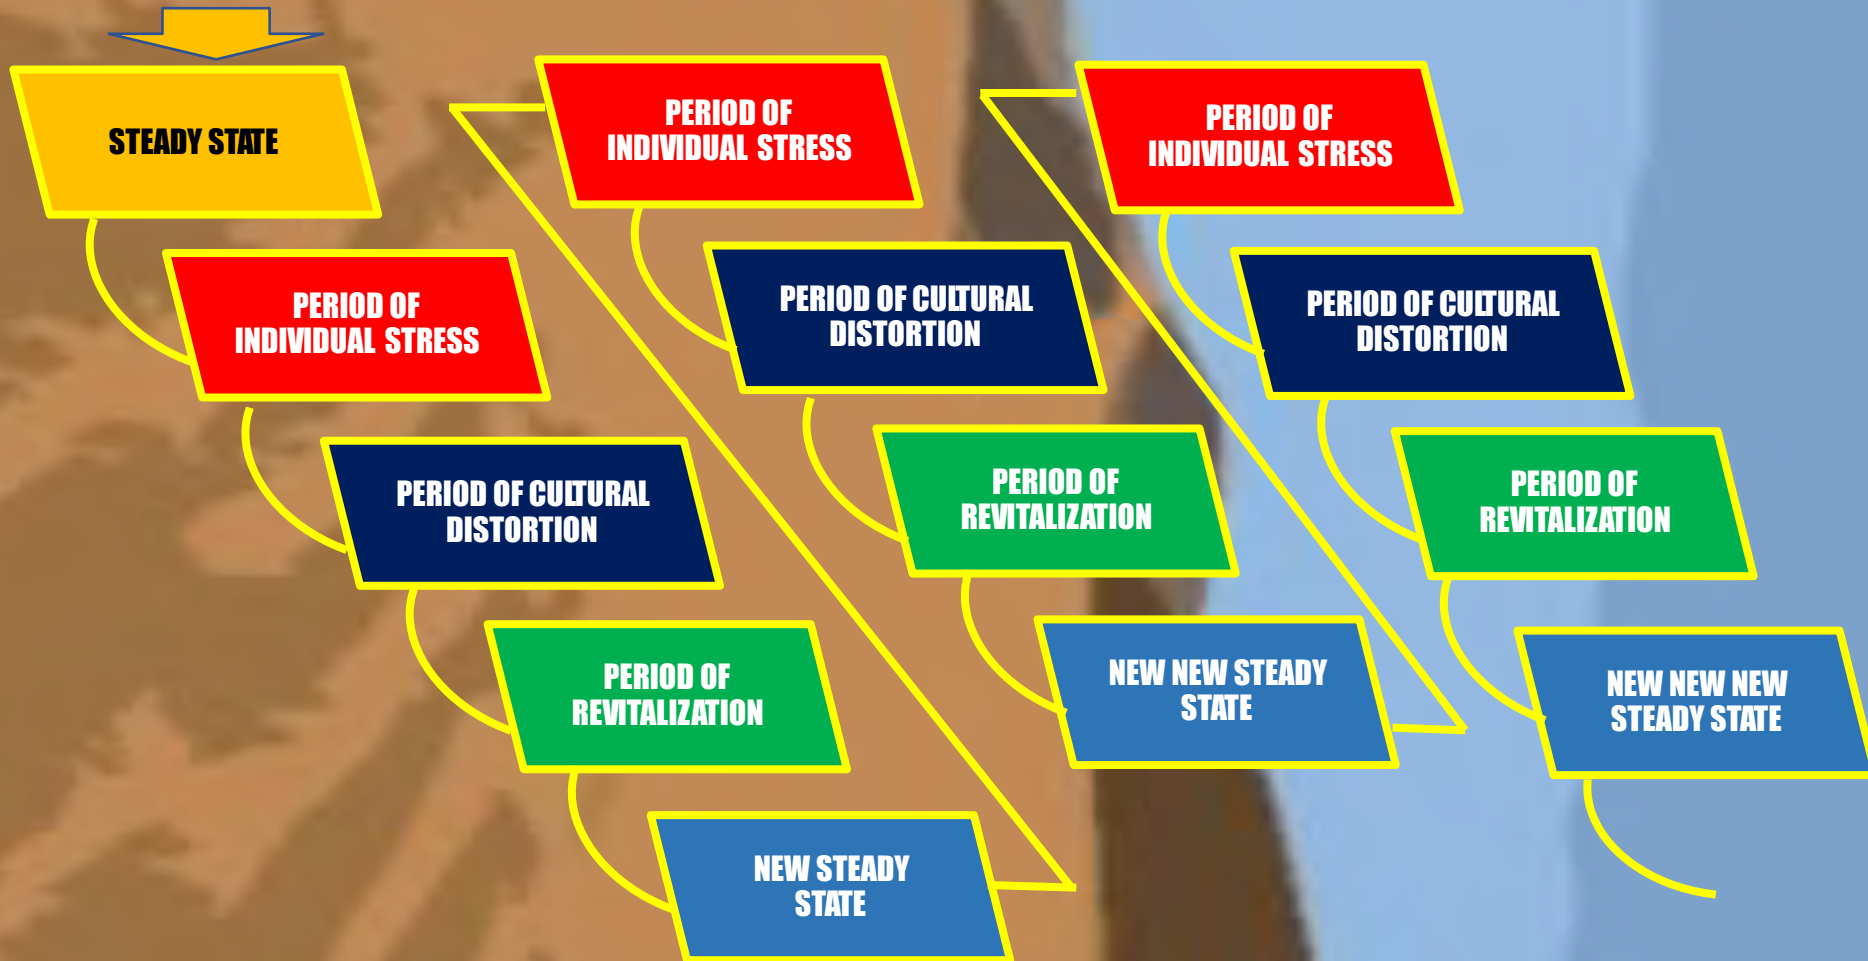 STEADY STATE
PERIOD OF
INDIVIDUAL STRESS
PERIOD OF CULTURAL
DISTORTION
PERIOD OF
REVITALIZATION
NEW STEADY
STATE
PERIOD OF
INDIVIDUAL STRESS
PERIOD OF CULTURAL
DISTORTION
PERIOD OF
REVITALIZATION
NEW NEW STEADY
STATE
PERIOD OF
INDIVIDUAL STRESS
PERIOD OF CULTURAL
DISTORTION
PERIOD OF
REVITALIZATION
NEW NEW NEW
STEADY STATE